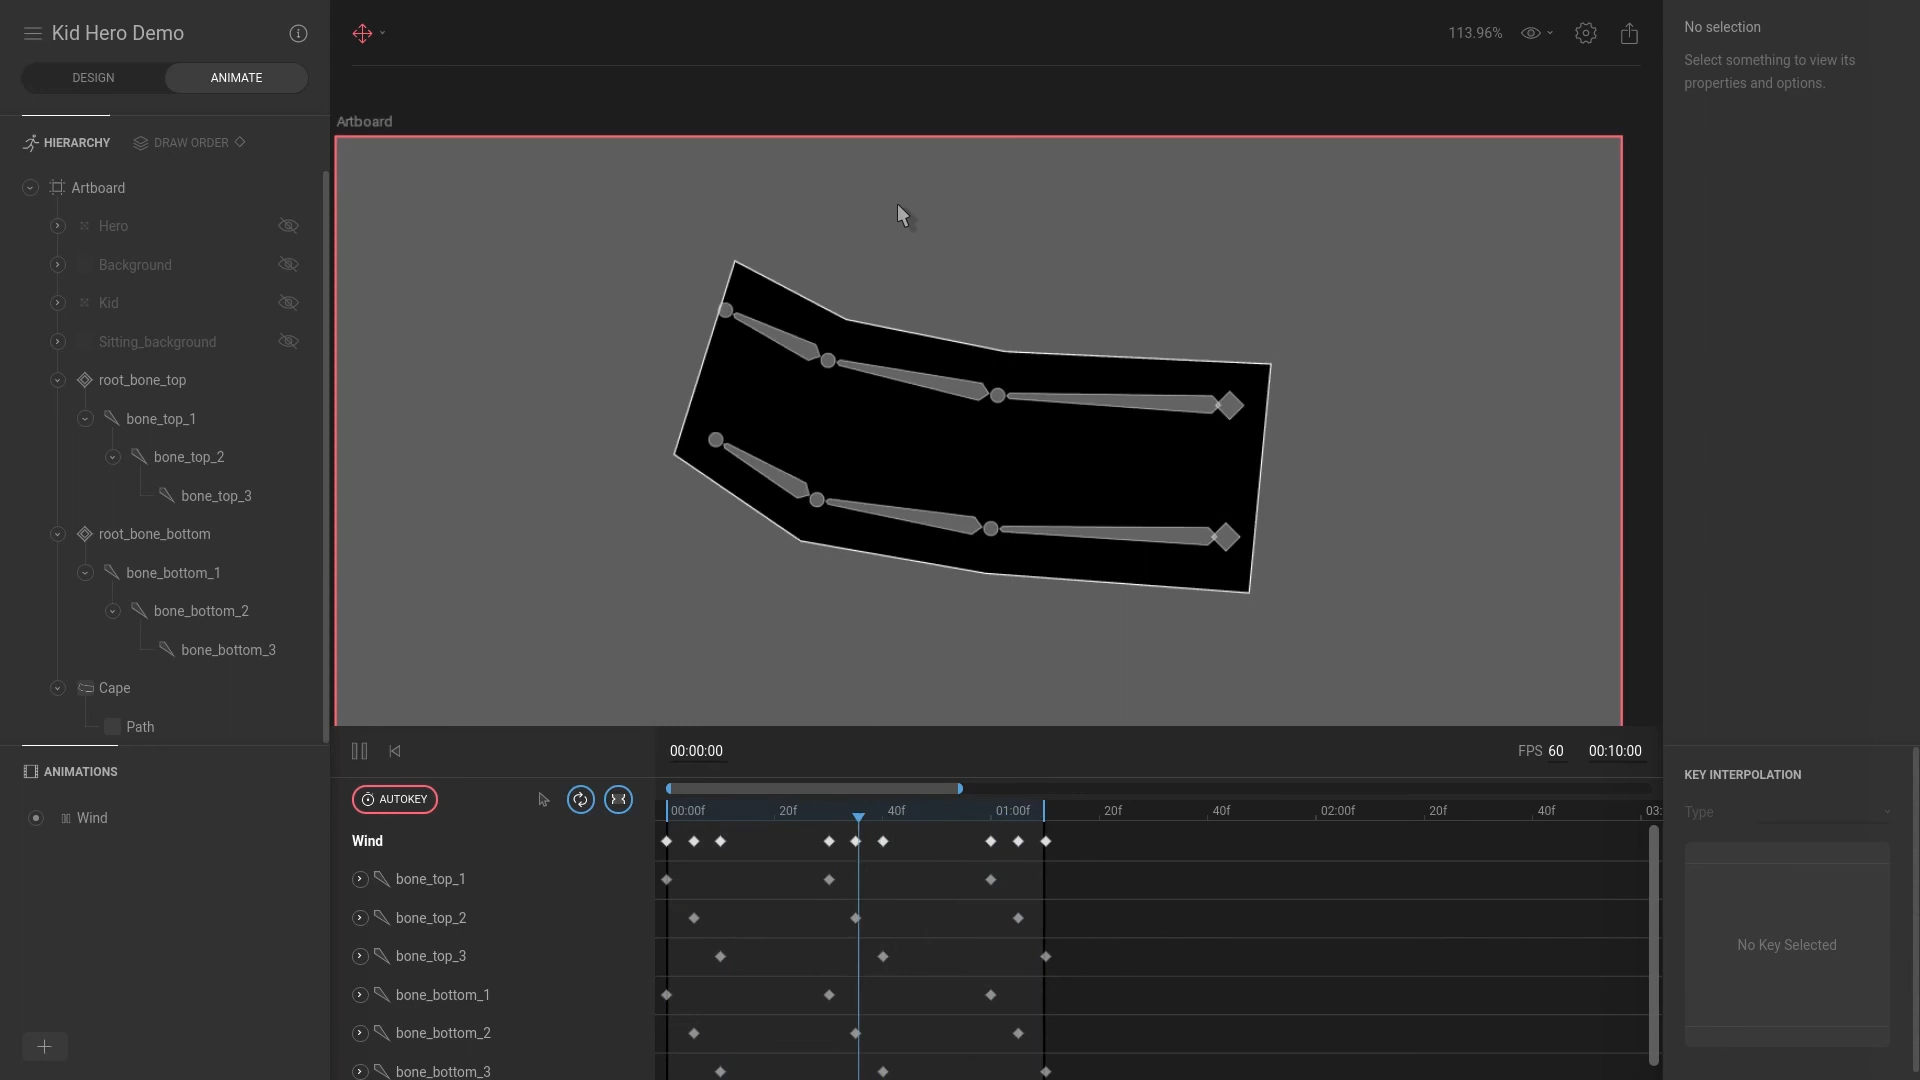 Kid Hero Demo
DESIGN
ANIMATE
HIERARCHY
DRAW ORDER
Artboard
Hero
Background
Kid
Sitting_background
root_bone_top
bone_top_1
bone_top_2
bone_top_3
root_bone_bottom
bone_bottom_1
bone_bottom_2
bone_bottom_3
Cape
Path
ANIMATIONS
Wind
113.96%
Artboard
00:00:00
FPS 60
00:10:00
AUTOKEY
00:00f 20f 40f 01:00f 20f 40f 02:00f 20f 40f 03:
Wind
bone_top_1
bone_top_2
bone_top_3
bone_bottom_1
bone_bottom_2
bone_bottom_3
No selection
Select something to view its
properties and options.
KEY INTERPOLATION
Type
No Key Selected